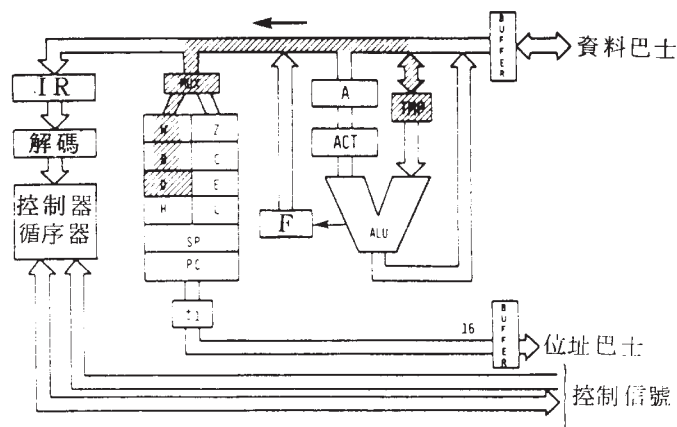 BUFFER
資料巴士
IR
MUX
A
TMP
解碼
W Z
B C
ACT
D E
控制器
循序器
H L
F
ALU
SP
PC
±1
16
BUFFER
位址巴士
控制信號